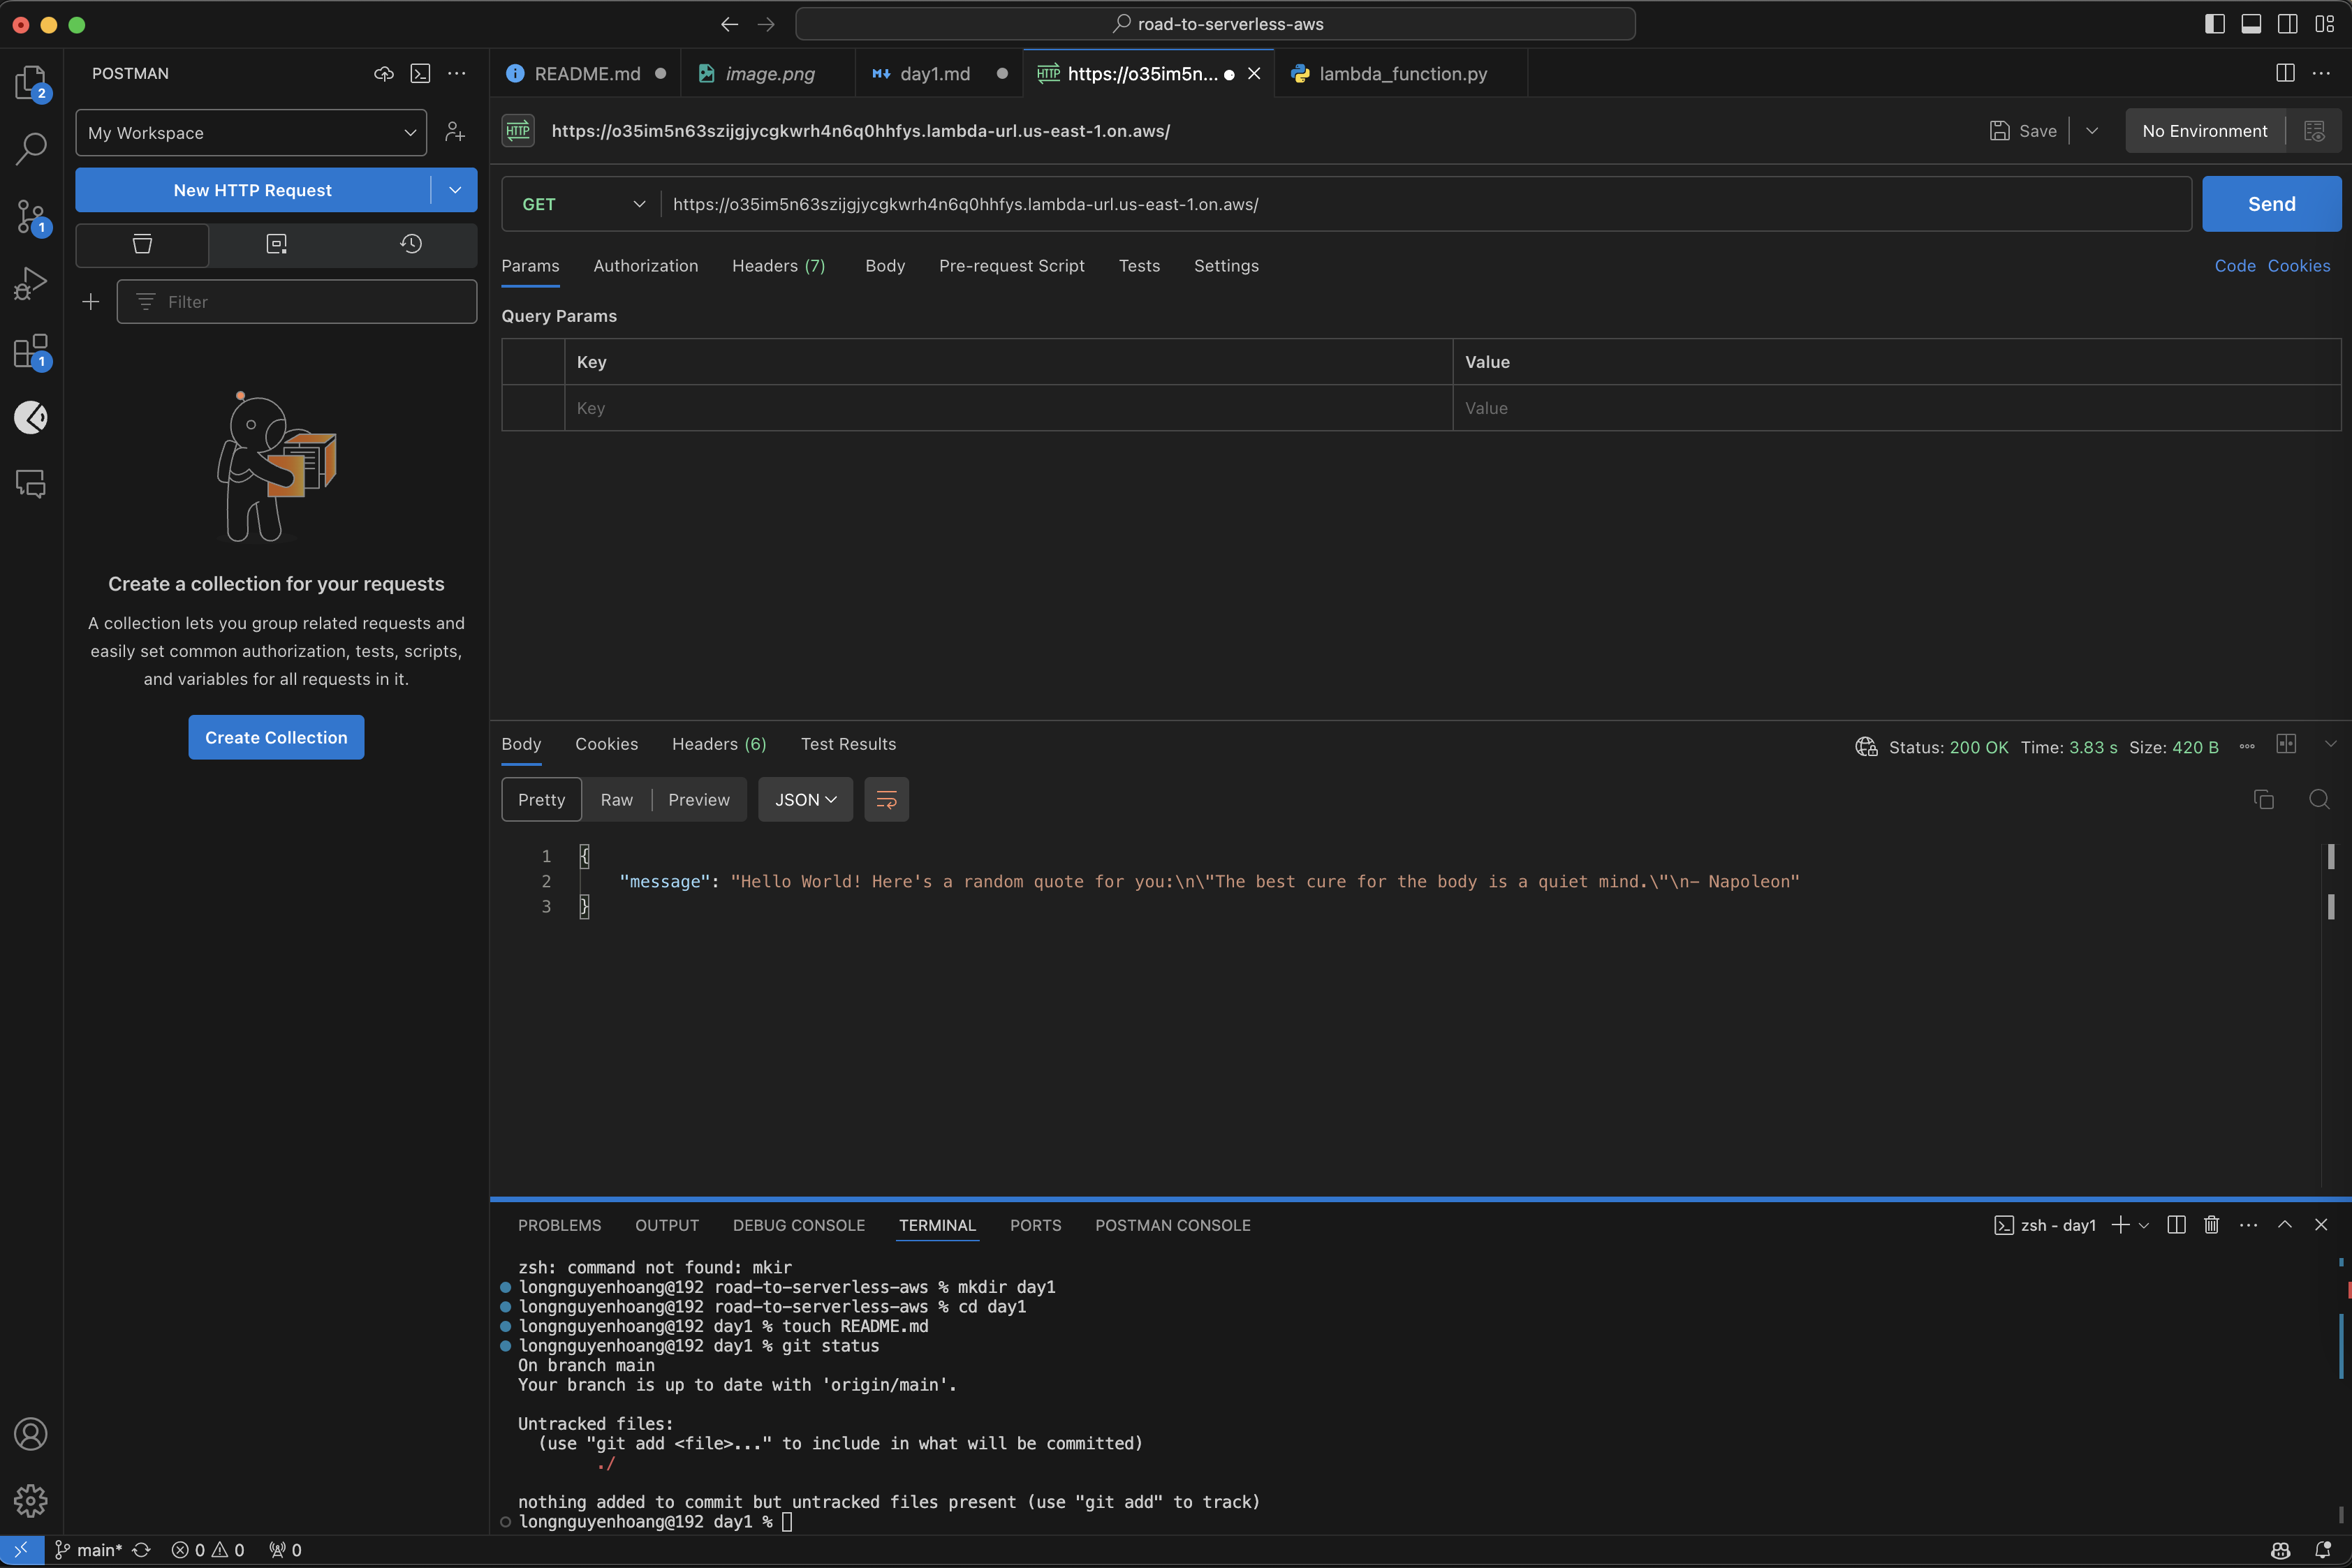 road-to-serverless-aws
POSTMAN
README.md
image.png
day1.md
HTTP https://o35im5n...
lambda_function.py
2
My Workspace
HTTP https://o35im5n63szijgjycgkwrh4n6q0hhfys.lambda-url.us-east-1.on.aws/
Save
No Environment
New HTTP Request
GET https://o35im5n63szijgjycgkwrh4n6q0hhfys.lambda-url.us-east-1.on.aws/
Send
1
Params Authorization Headers (7) Body Pre-request Script Tests Settings
Code Cookies
Filter
Query Params
1
Key Value
Key Value
Create a collection for your requests
A collection lets you group related requests and
easily set common authorization, tests, scripts,
and variables for all requests in it.
Create Collection
Body Cookies Headers (6) Test Results
Status: 200 OK Time: 3.83 s Size: 420 B
Pretty Raw Preview JSON
1 {
2 "message": "Hello World! Here's a random quote for you:\n\"The best cure for the body is a quiet mind.\"\n- Napoleon"
3 }
PROBLEMS OUTPUT DEBUG CONSOLE TERMINAL PORTS POSTMAN CONSOLE
zsh - day1
zsh: command not found: mkir
longnguyenhoang@192 road-to-serverless-aws % mkdir day1
longnguyenhoang@192 road-to-serverless-aws % cd day1
longnguyenhoang@192 day1 % touch README.md
longnguyenhoang@192 day1 % git status
On branch main
Your branch is up to date with 'origin/main'.
Untracked files:
(use "git add <file>..." to include in what will be committed)
./
nothing added to commit but untracked files present (use "git add" to track)
longnguyenhoang@192 day1 %
main* 0 0 0